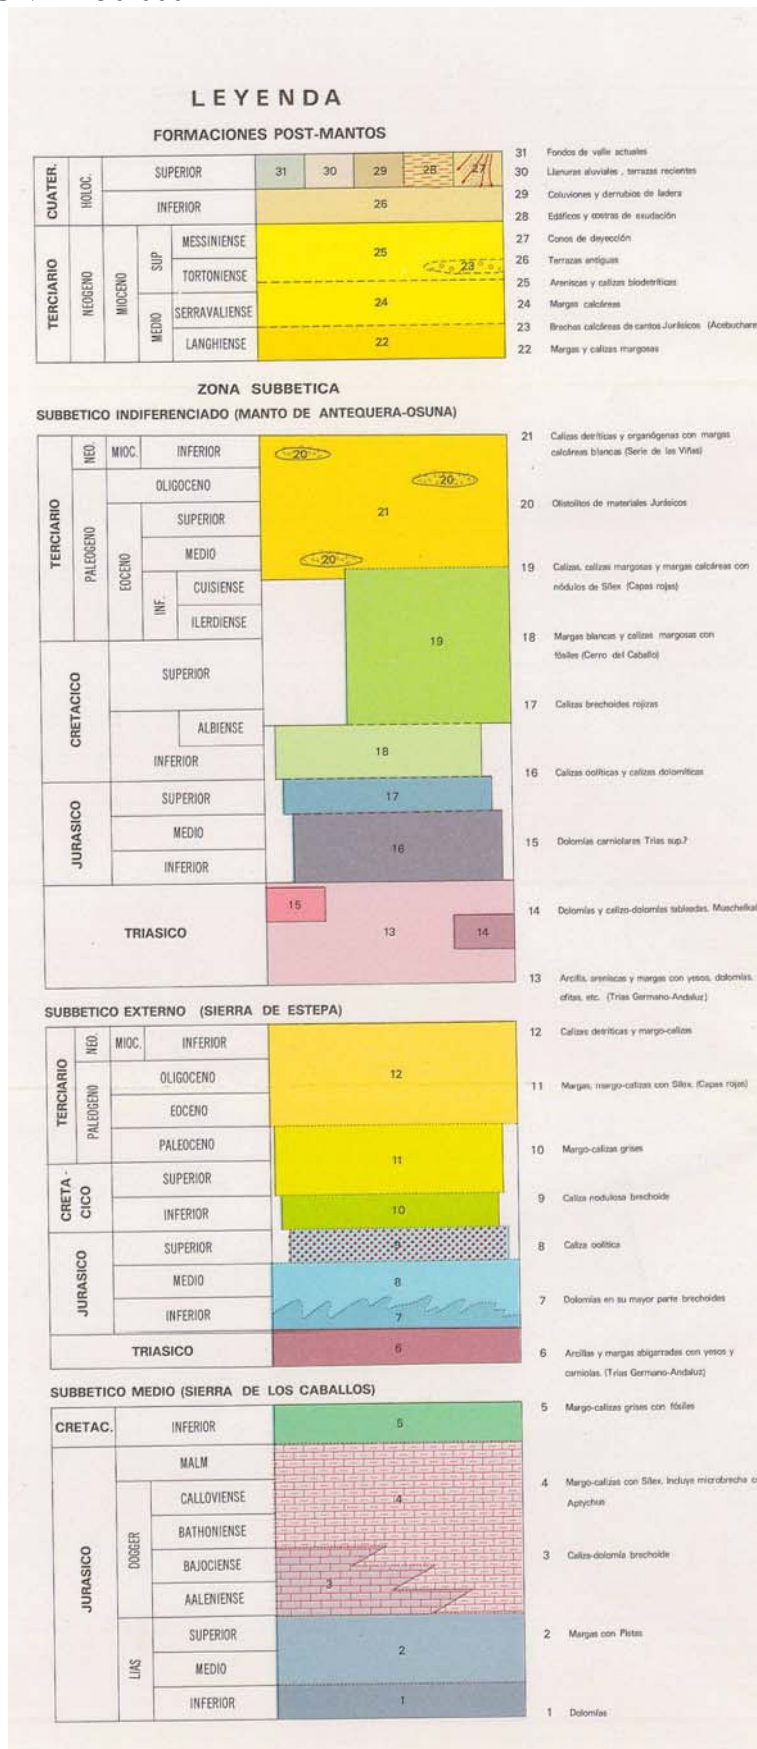 LEYENDA
FORMACIONES POST-MANTOS
CUATER.
HOLOC.
SUPERIOR
31
30
29
28
27
INFERIOR
26
TERCIARIO
NEOGENO
MIOCENO
SUP
MESSINIENSE
25
TORTONIENSE
23
MEDIO
SERRAVALIENSE
24
LANGHIENSE
22
31 Fondos de valle actuales
30 Llanuras aluviales , terrazas recientes
29 Coluviones y derrubios de ladera
28 Edáficos y costras de exudación
27 Conos de deyección
26 Terrazas antiguas
25 Areniscas y calizas biodetríticas
24 Margas calcáreas
23 Brechas calcáreas de cantos Jurásicos (Acebuchare
22 Margas y calizas margosas
ZONA SUBBETICA
SUBBETICO INDIFERENCIADO (MANTO DE ANTEQUERA-OSUNA)
TERCIARIO
NEO.
MIOC.
INFERIOR
20
PALEOGENO
OLIGOCENO
20
EOCENO
SUPERIOR
21
MEDIO
20
INF.
CUISIENSE
ILERDIENSE
19
CRETACICO
SUPERIOR
ALBIENSE
INFERIOR
18
JURASICO
SUPERIOR
17
MEDIO
16
INFERIOR
TRIASICO
15
13
14
21 Calizas detríticas y organógenas con margas
calcáreas blancas (Serie de las Viñas)
20 Olistolitos de materiales Jurásicos
19 Calizas, calizas margosas y margas calcáreas con
nódulos de Sílex (Capas rojas)
18 Margas blancas y calizas margosas con
fósiles (Cerro del Caballo)
17 Calizas brechoides rojizas
16 Calizas oolíticas y calizas dolomíticas
15 Dolomías carniolares Trias sup.?
14 Dolomías y calizo-dolomías tableadas. Muschelkal
13 Arcilla, areniscas y margas con yesos, dolomías,
ofitas, etc. (Trias Germano-Andaluz)
SUBBETICO EXTERNO (SIERRA DE ESTEPA)
TERCIARIO
NEO.
MIOC.
INFERIOR
PALEOGENO
OLIGOCENO
12
EOCENO
PALEOCENO
11
CRETA-
CICO
SUPERIOR
INFERIOR
10
JURASICO
SUPERIOR
9
MEDIO
8
INFERIOR
7
TRIASICO
6
12 Calizas detríticas y margo-calizas
11 Margas, margo-calizas con Sílex. (Capas rojas)
10 Margo-calizas grises
9 Caliza nodulosa brechoide
8 Caliza oolítica
7 Dolomías en su mayor parte brechoides
6 Arcillas y margas abigarradas con yesos y
carniolas. (Trias Germano-Andaluz)
SUBBETICO MEDIO (SIERRA DE LOS CABALLOS)
CRETAC.
INFERIOR
5
JURASICO
MALM
DOGGER
CALLOVIENSE
4
BATHONIENSE
BAJOCIENSE
3
AALENIENSE
LIAS
SUPERIOR
2
MEDIO
INFERIOR
1
5 Margo-calizas grises con fósiles
4 Margo-calizas con Sílex. Incluye microbrecha c
Aptychus
3 Caliza-dolomía brechoide
2 Margas con Pistas
1 Dolomías